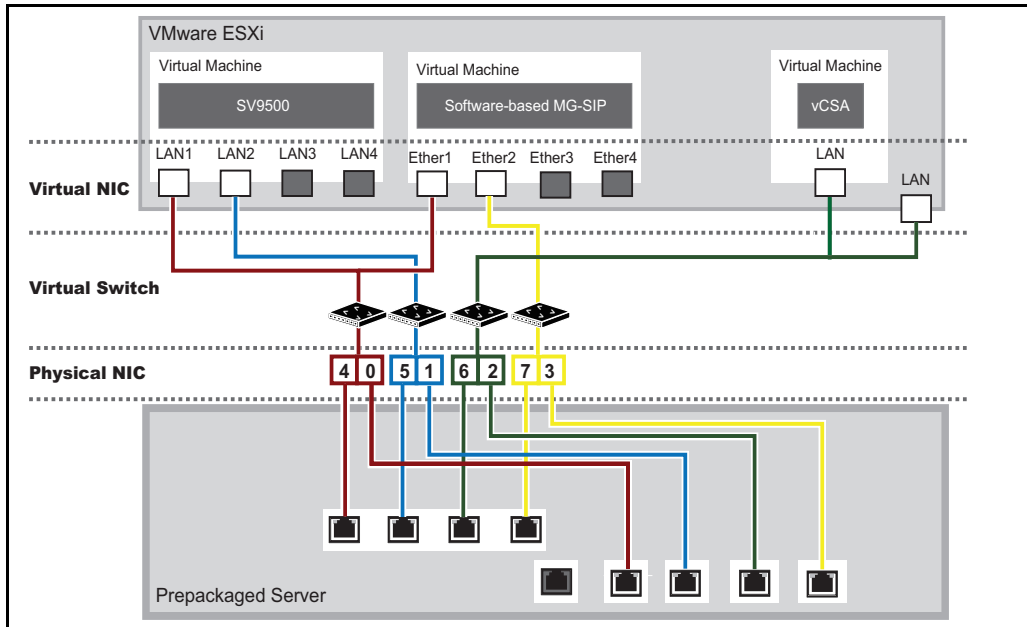 VMware ESXi
Virtual Machine
SV9500
LAN1 LAN2 LAN3 LAN4
Virtual Machine
Software-based MG-SIP
Ether1 Ether2 Ether3 Ether4
Virtual Machine
vCSA
LAN
LAN
Virtual NIC
Virtual Switch
Physical NIC
4 0 5 1 6 2 7 3
Prepackaged Server